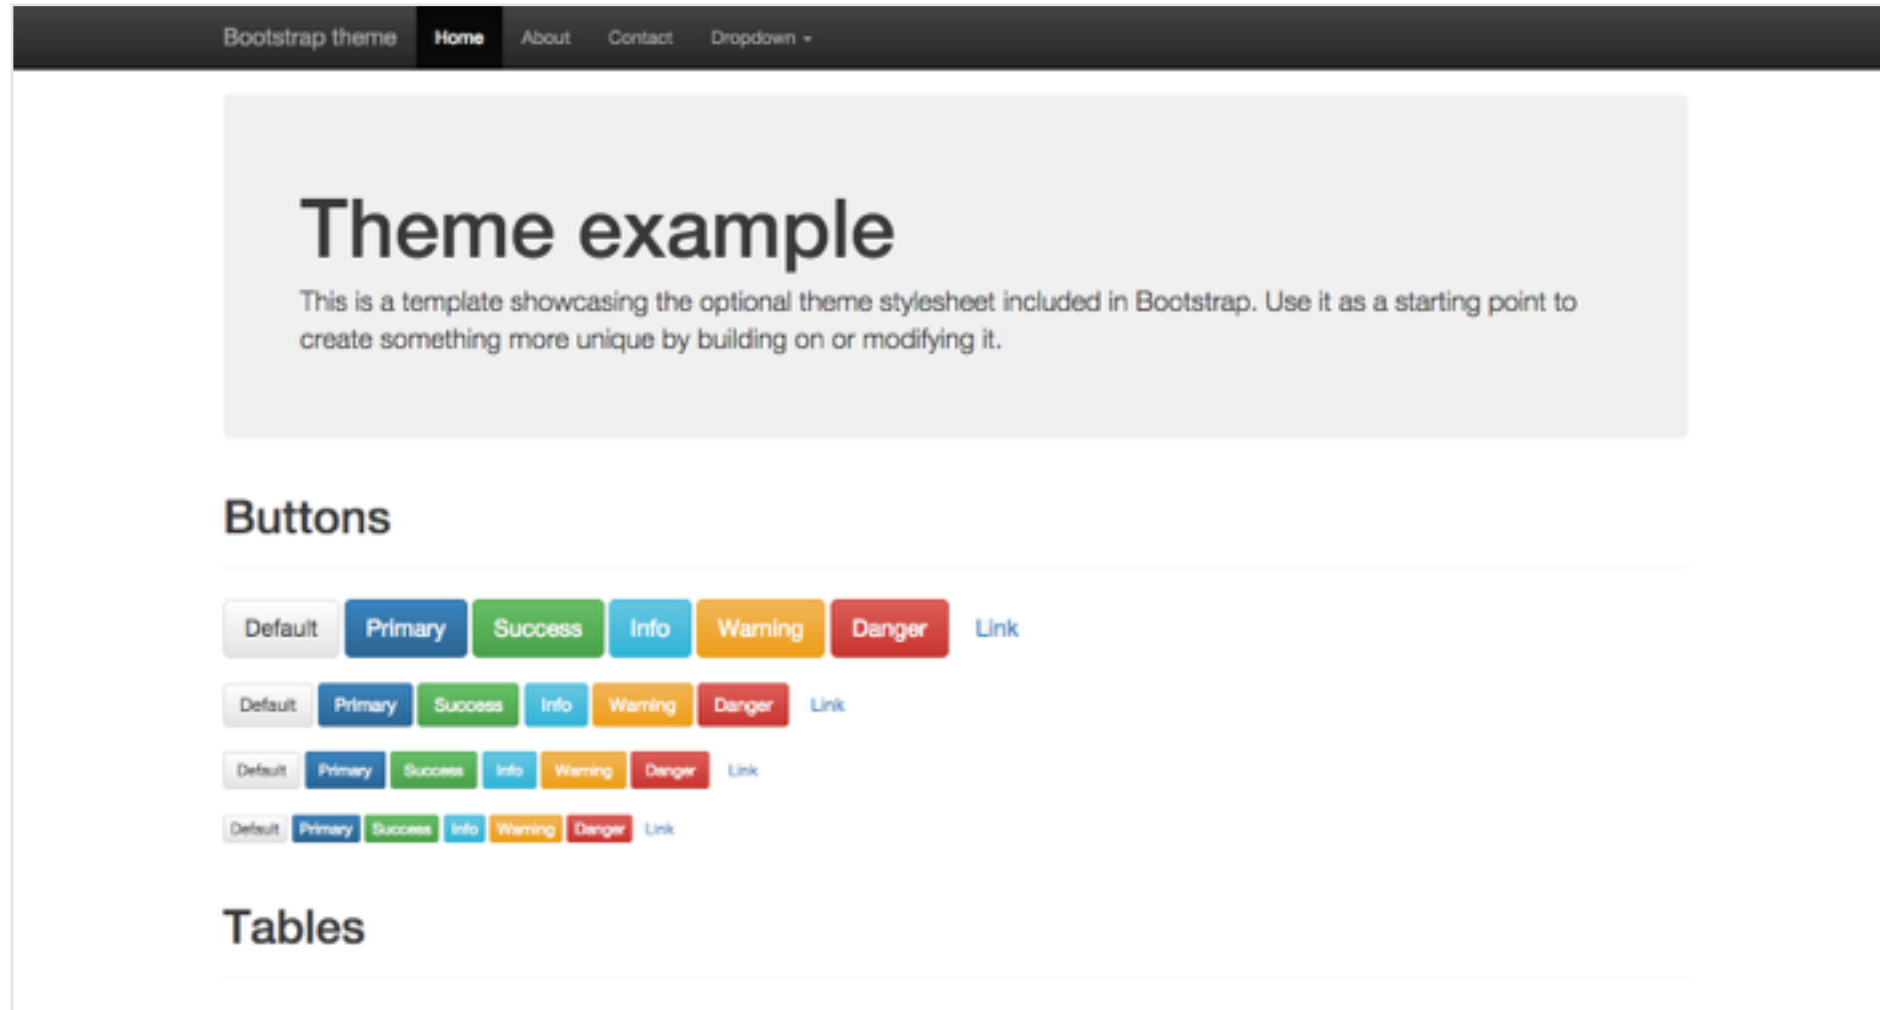 Bootstrap theme Home About Contact Dropdown
Theme example
This is a template showcasing the optional theme stylesheet included in Bootstrap. Use it as a starting point to
create something more unique by building on or modifying it.
Buttons
Default Primary Success Info Warning Danger Link
Default Primary Success Info Warning Danger Link
Default Primary Success Info Warning Danger Link
Default Primary Success Info Warning Danger Link
Tables